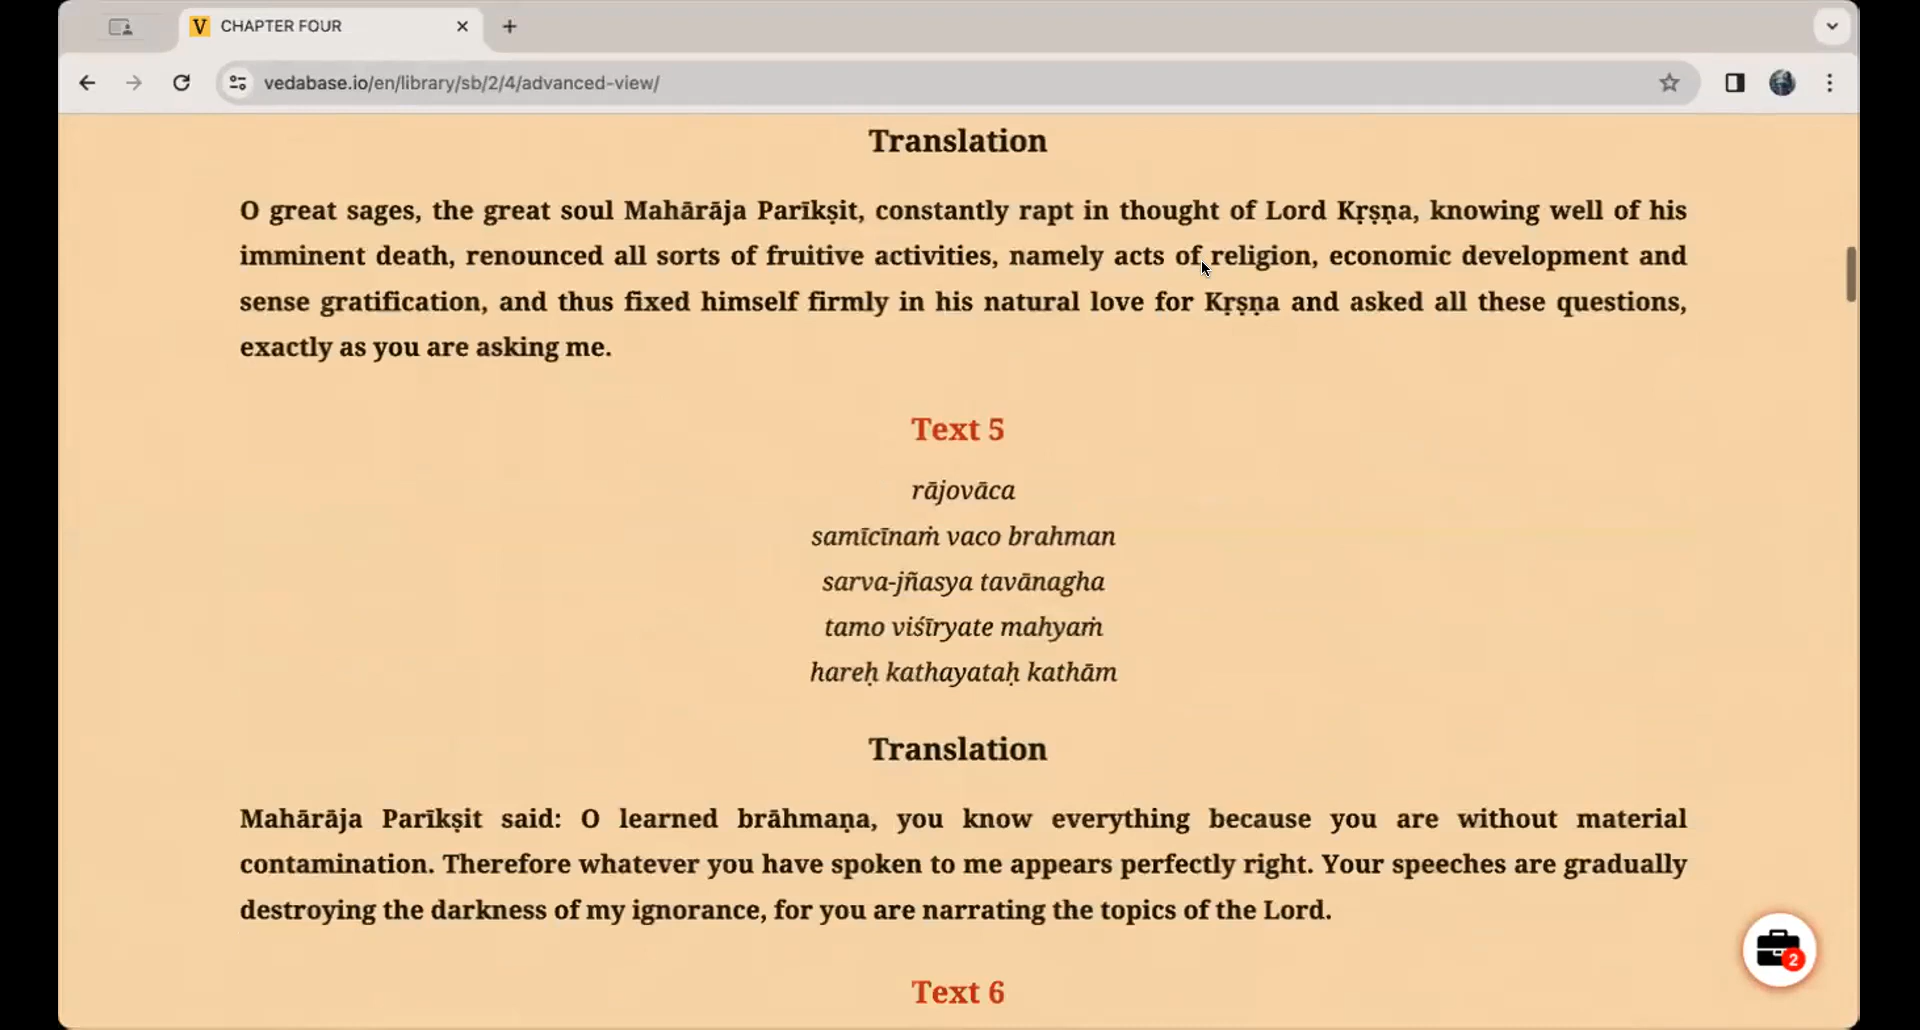 CHAPTER FOUR
vedabase.io/en/library/sb/2/4/advanced-view/
Translation
O great sages, the great soul Mahārāja Parīkṣit, constantly rapt in thought of Lord Kṛṣṇa, knowing well of his
imminent death, renounced all sorts of fruitive activities, namely acts of religion, economic development and
sense gratification, and thus fixed himself firmly in his natural love for Kṛṣṇa and asked all these questions,
exactly as you are asking me.
Text 5
rājovāca
samīcīnaṁ vaco brahman
sarva-jñasya tavānagha
tamo viśīryate mahyaṁ
hareḥ kathayataḥ kathām
Translation
Mahārāja Parīkṣit said: O learned brāhmaṇa, you know everything because you are without material
contamination. Therefore whatever you have spoken to me appears perfectly right. Your speeches are gradually
destroying the darkness of my ignorance, for you are narrating the topics of the Lord.
2
Text 6